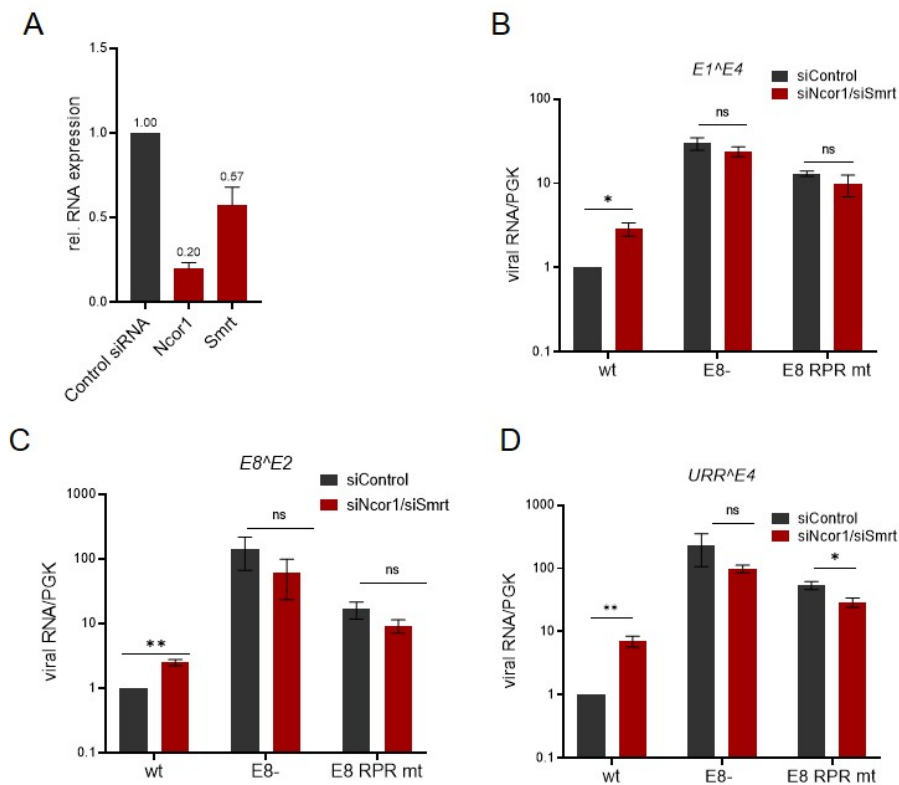 A
1.5
1.0
0.5
0.0
rel. RNA expression
1.00
0.20
0.57
Control siRNA
Ncor1
Smrt
B
E1^E4
siControl
siNcor1/siSmrt
100
10
1
0.1
viral RNA/PGK
*
ns
ns
wt
E8-
E8 RPR mt
C
E8^E2
siControl
siNcor1/siSmrt
1000
100
10
1
0.1
viral RNA/PGK
**
ns
ns
wt
E8-
E8 RPR mt
D
URR^E4
siControl
siNcor1/siSmrt
1000
100
10
1
0.1
viral RNA/PGK
**
ns
*
wt
E8-
E8 RPR mt